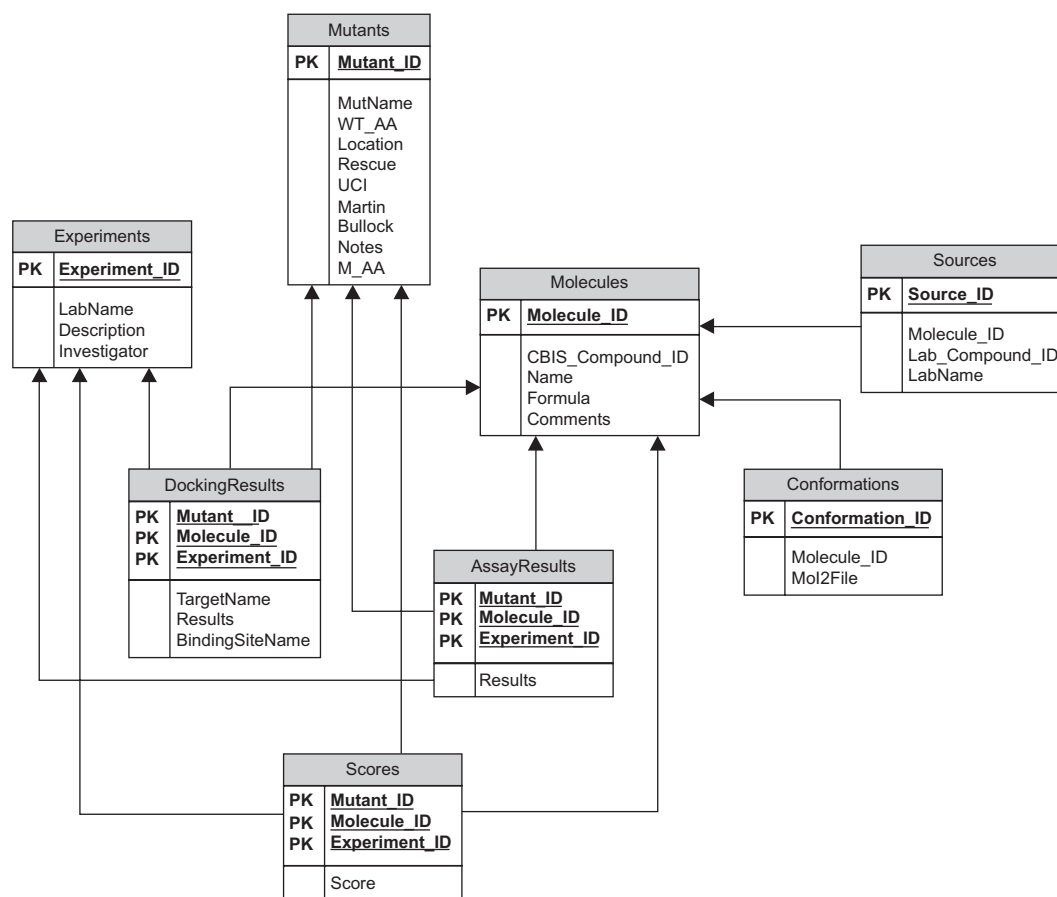 Mutants
PK Mutant_ID
MutName
WT_AA
Location
Rescue
UCI
Martin
Bullock
Notes
M_AA
Experiments
PK Experiment_ID
LabName
Description
Investigator
Molecules
PK Molecule_ID
CBIS_Compound_ID
Name
Formula
Comments
Sources
PK Source_ID
Molecule_ID
Lab_Compound_ID
LabName
DockingResults
PK Mutant__ID
PK Molecule_ID
PK Experiment_ID
TargetName
Results
BindingSiteName
Conformations
PK Conformation_ID
Molecule_ID
Mol2File
AssayResults
PK Mutant_ID
PK Molecule_ID
PK Experiment_ID
Results
Scores
PK Mutant_ID
PK Molecule_ID
PK Experiment_ID
Score